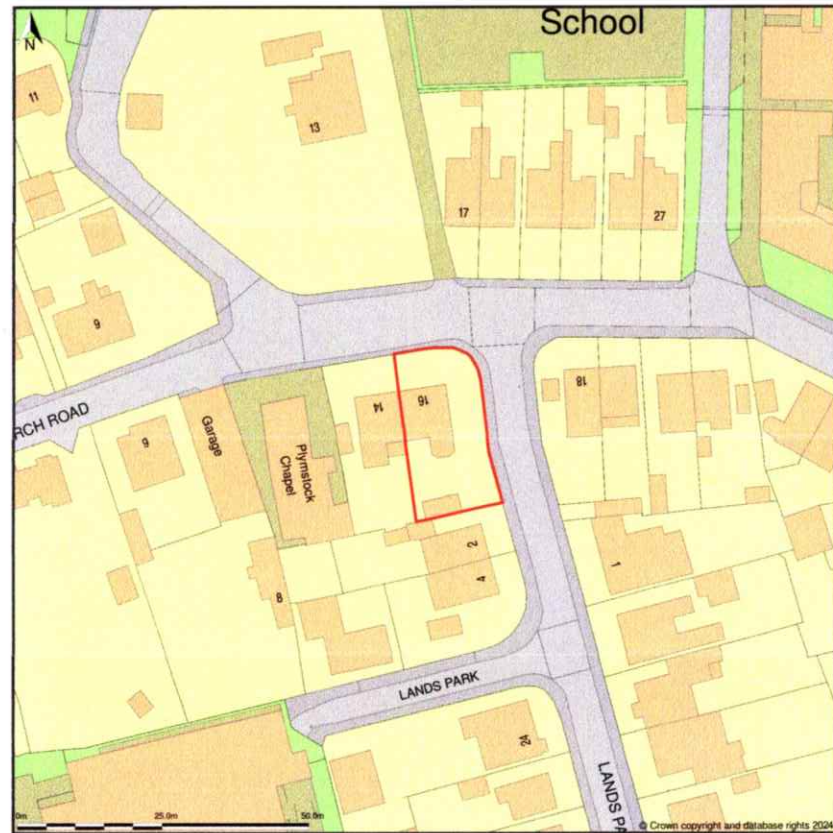 School
N
11
13
17
27
9
RCH ROAD
6
Garage
Plymstock
Chapel
14
16
18
2
4
8
1
LANDS PARK
24
LANDS PA
0m
25.0m
50.0m
© Crown copyright and database rights 2024